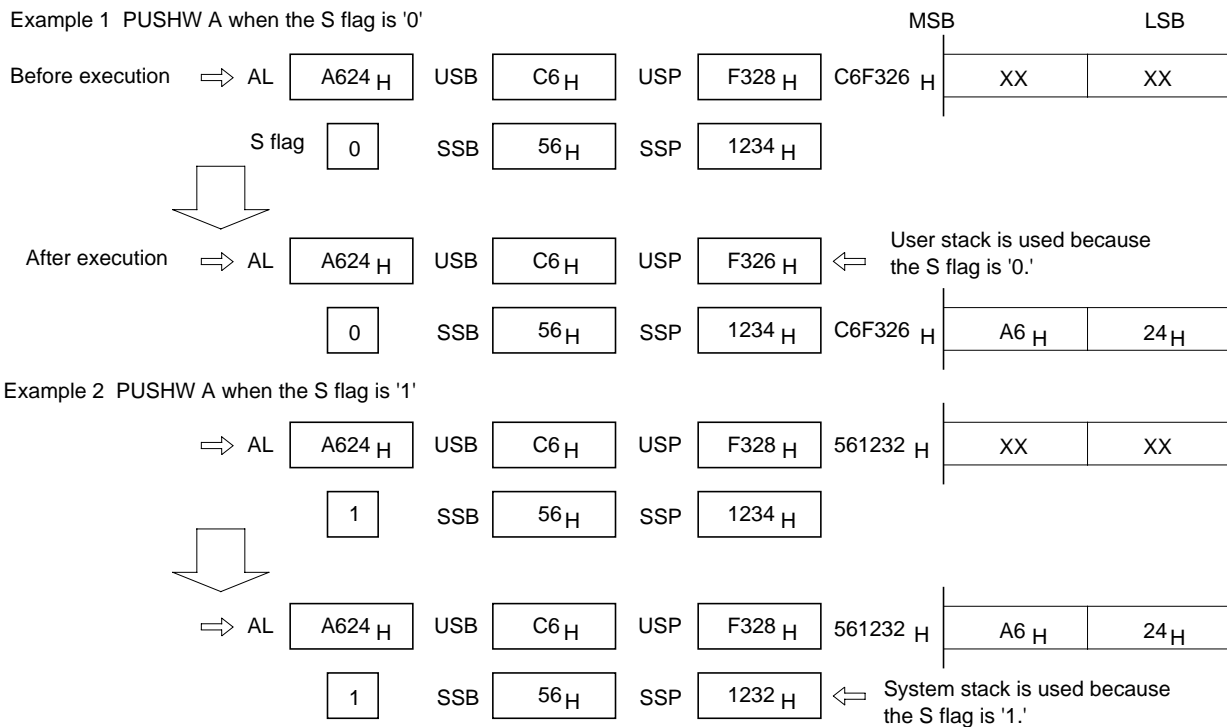 Example 1 PUSHW A when the S flag is '0'
MSB LSB
Before execution AL A624 H USB C6 H USP F328 H C6F326 H XX XX
S flag 0 SSB 56 H SSP 1234 H
After execution AL A624 H USB C6 H USP F326 H User stack is used because
the S flag is '0.'
0 SSB 56 H SSP 1234 H C6F326 H A6 H 24 H
Example 2 PUSHW A when the S flag is '1'
AL A624 H USB C6 H USP F328 H 561232 H XX XX
1 SSB 56 H SSP 1234 H
AL A624 H USB C6 H USP F328 H 561232 H A6 H 24 H
1 SSB 56 H SSP 1232 H System stack is used because
the S flag is '1.'